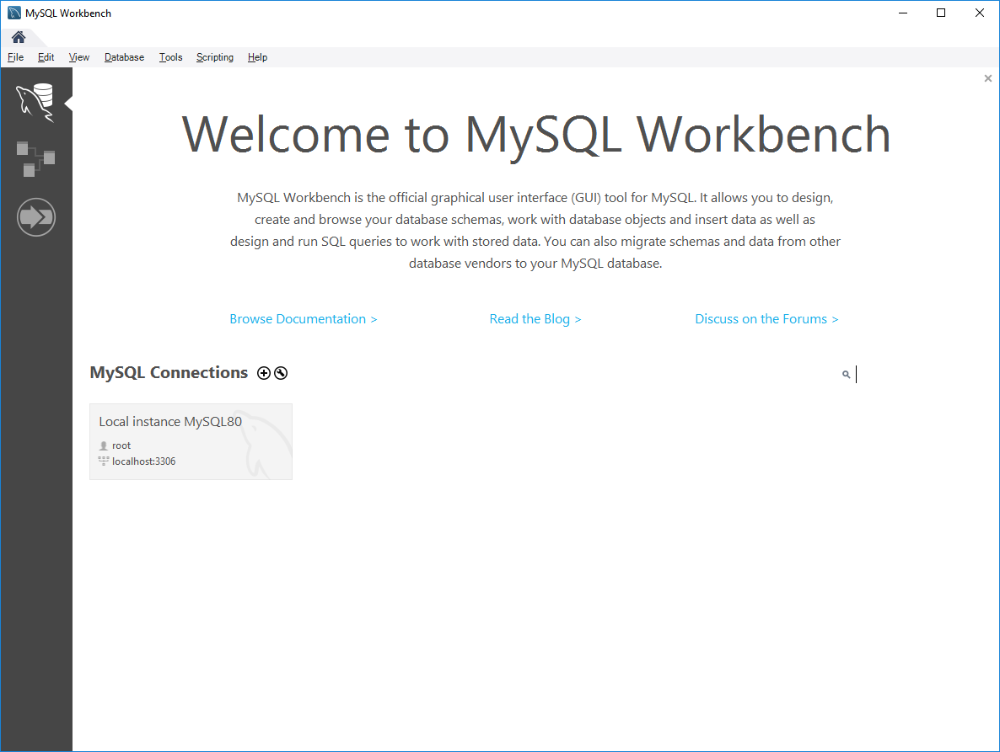 MySQL Workbench
File Edit View Database Tools Scripting Help
Welcome to MySQL Workbench
MySQL Workbench is the official graphical user interface (GUI) tool for MySQL. It allows you to design,
create and browse your database schemas, work with database objects and insert data as well as
design and run SQL queries to work with stored data. You can also migrate schemas and data from other
database vendors to your MySQL database.
Browse Documentation > Read the Blog > Discuss on the Forums >
MySQL Connections
Local instance MySQL80
root
localhost:3306